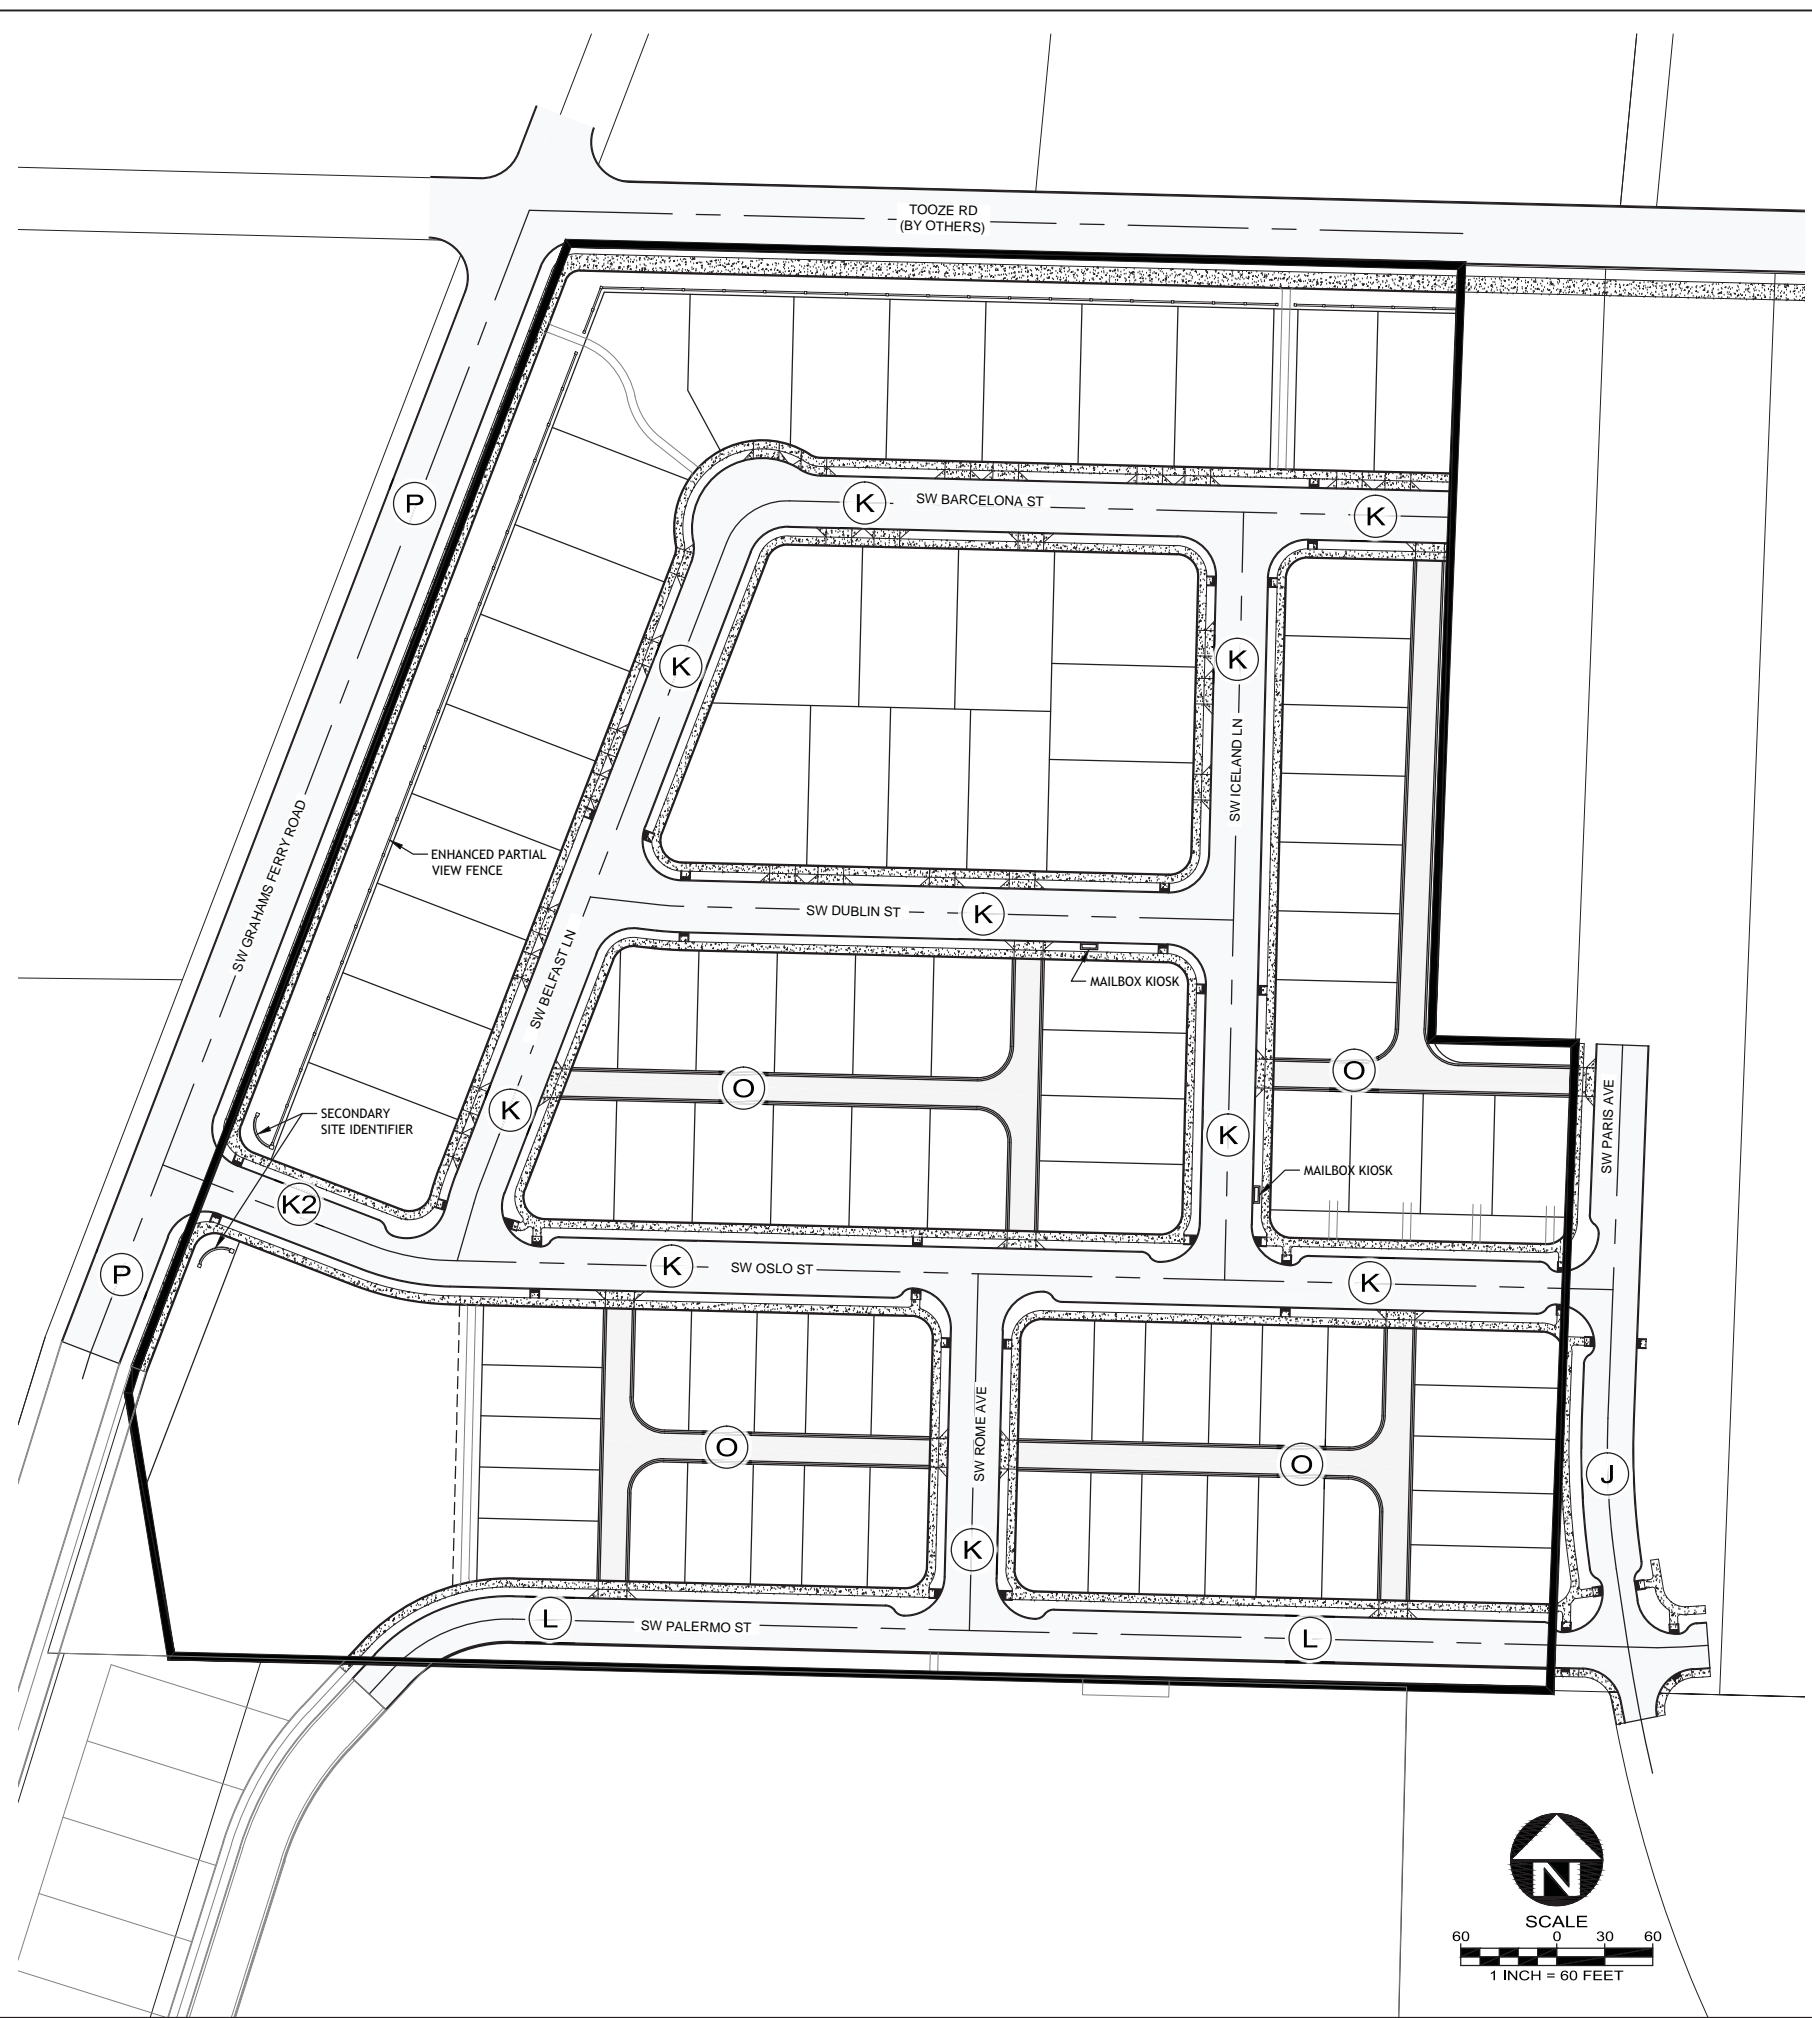 TOOZE RD
(BY OTHERS)
P
K
SW BARCELONA ST
K
K
K
SW ICELAND LN
SW GRAHAMS FERRY ROAD
ENHANCED PARTIAL
VIEW FENCE
SW DUBLIN ST
K
SW BELFAST LN
MAILBOX KIOSK
O
O
K
SECONDARY
SITE IDENTIFIER
K
SW PARIS AVE
MAILBOX KIOSK
K2
P
K
SW OSLO ST
K
SW ROME AVE
O
O
J
K
L
SW PALERMO ST
L
N
SCALE
60 0 30 60
1 INCH = 60 FEET